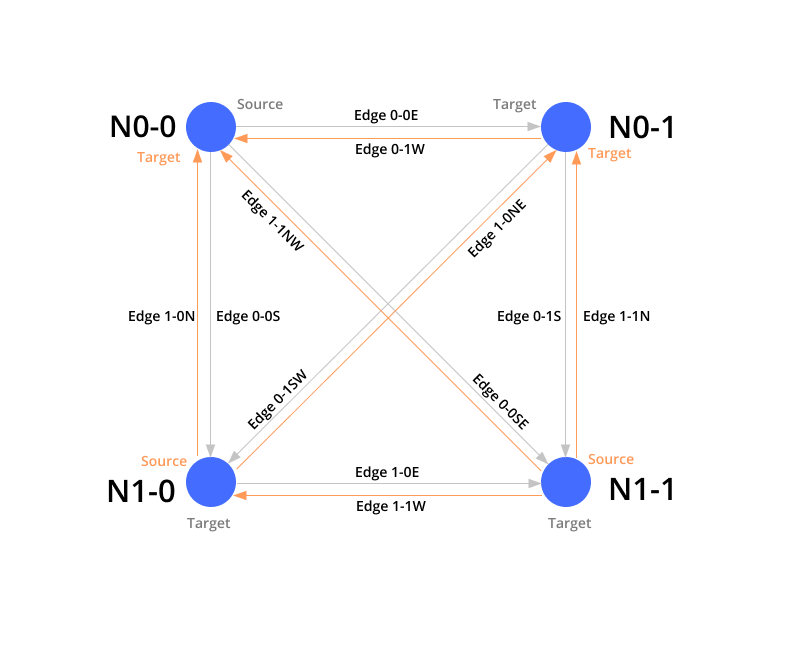 Source
Target
Edge 0-0E
N0-0
N0-1
Edge 0-1W
Target
Target
Edge 1-1NW
Edge 1-0NE
Edge 1-0N
Edge 0-0S
Edge 0-1S
Edge 1-1N
Edge 0-1SW
Edge 0-0SE
Source
Source
Edge 1-0E
N1-0
N1-1
Edge 1-1W
Target
Target